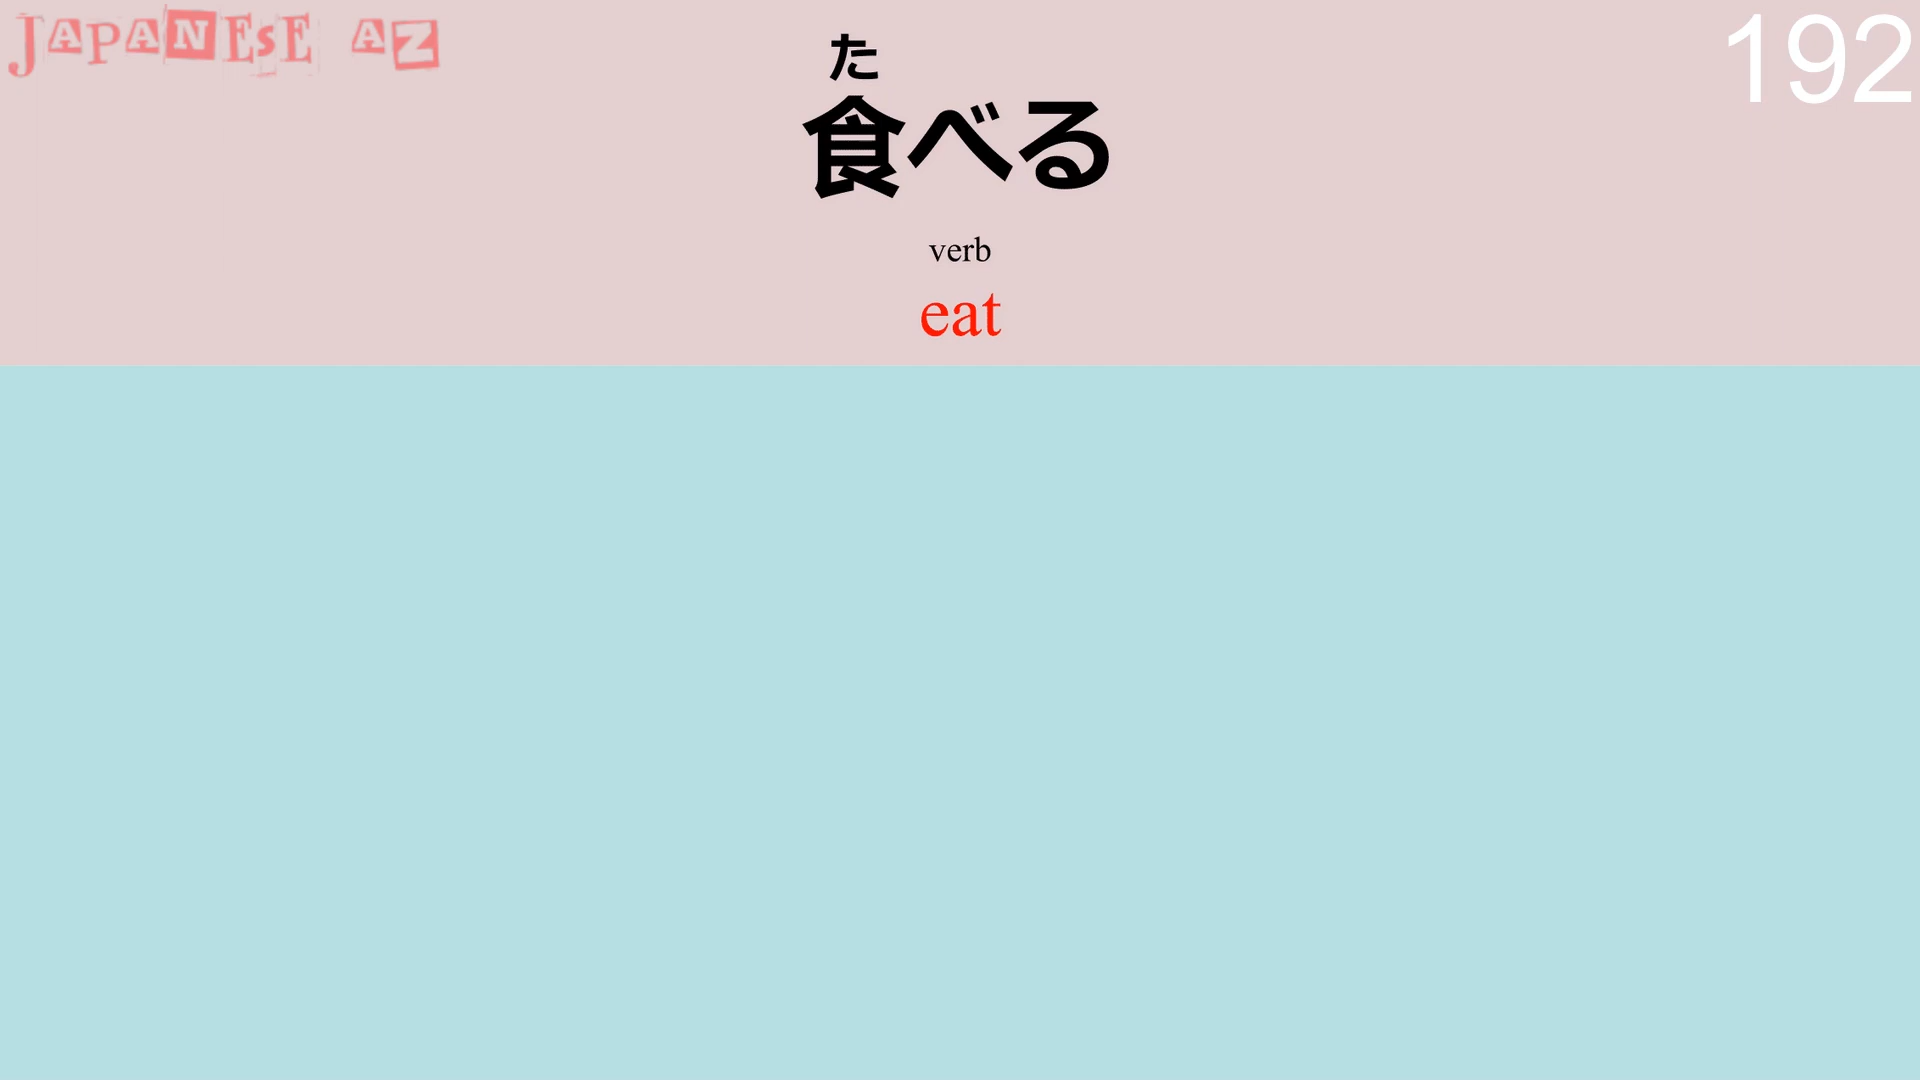 JAPANESE AZ
192
た
食べる
verb
eat